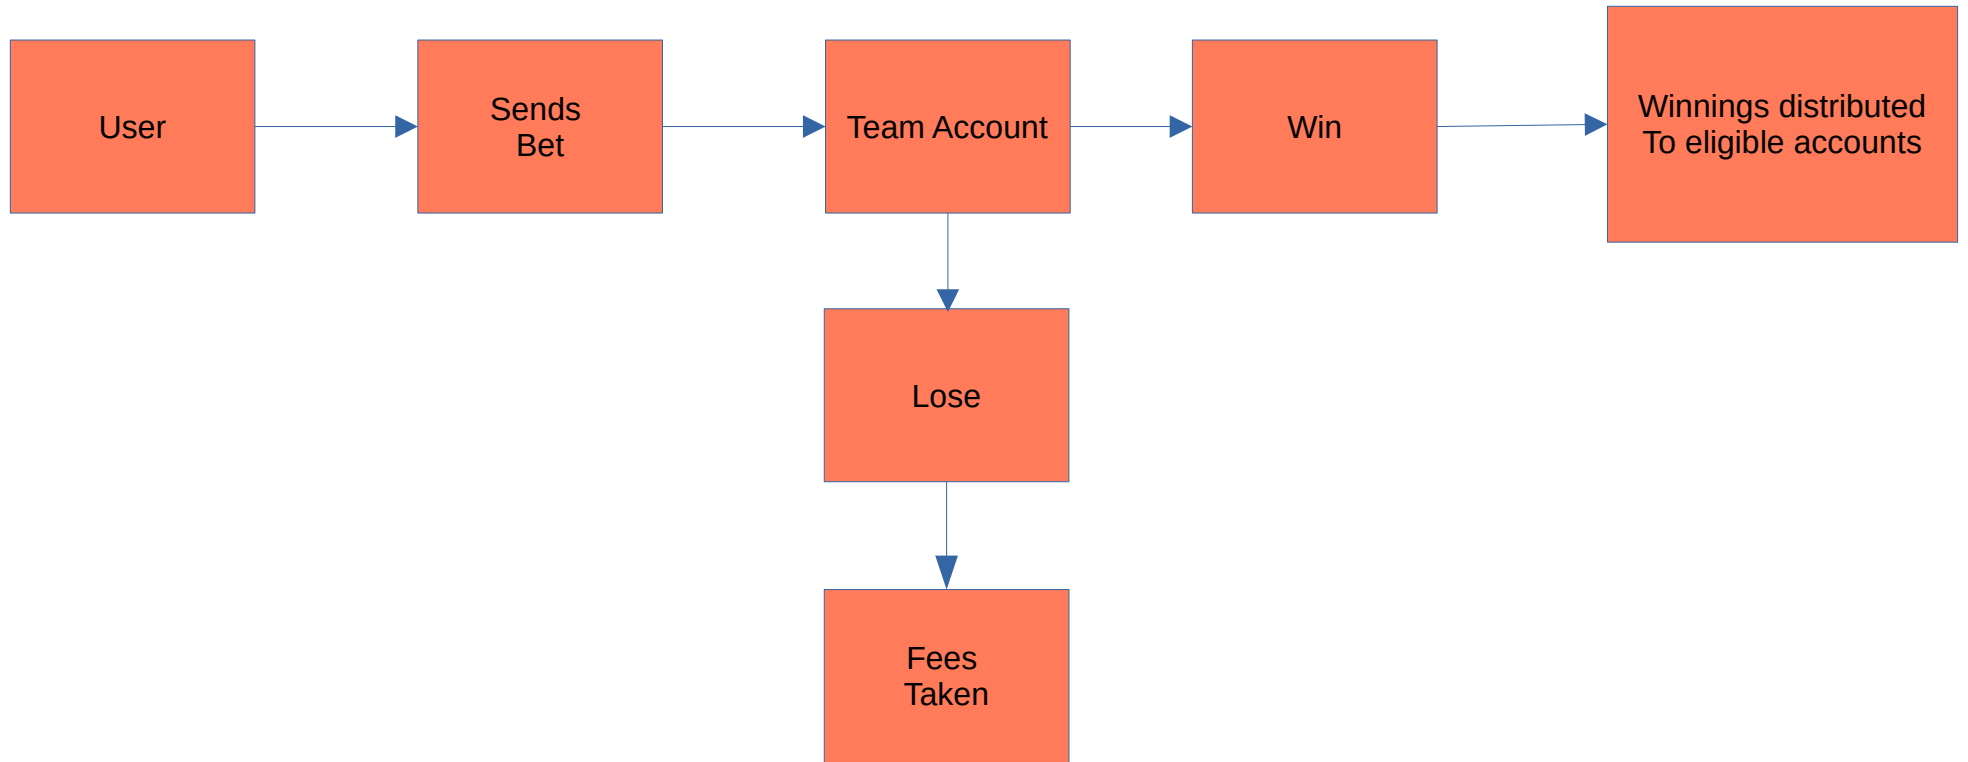 User
Sends
Bet
Team Account
Win
Winnings distributed
To eligible accounts
Lose
Fees
Taken